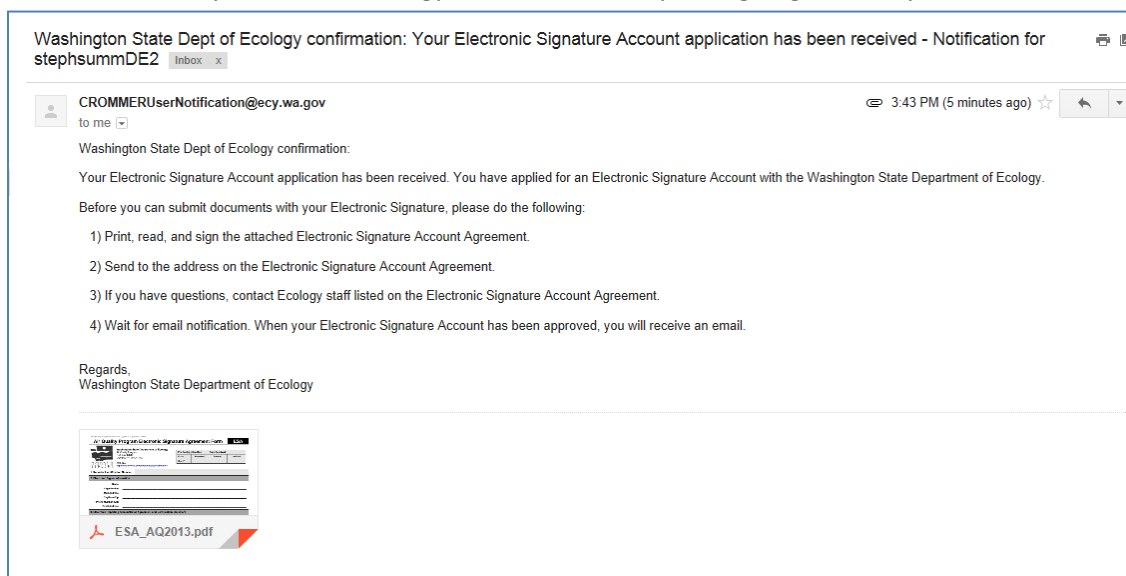 Washington State Dept of Ecology confirmation: Your Electronic Signature Account application has been received - Notification for
stephsummDE2 Inbox x
CROMMERUserNotification@ecy.wa.gov
3:43 PM (5 minutes ago)
to me
Washington State Dept of Ecology confirmation:
Your Electronic Signature Account application has been received. You have applied for an Electronic Signature Account with the Washington State Department of Ecology.
Before you can submit documents with your Electronic Signature, please do the following:
1) Print, read, and sign the attached Electronic Signature Account Agreement.
2) Send to the address on the Electronic Signature Account Agreement.
3) If you have questions, contact Ecology staff listed on the Electronic Signature Account Agreement.
4) Wait for email notification. When your Electronic Signature Account has been approved, you will receive an email.
Regards,
Washington State Department of Ecology
Air Quality Program Electronic Signature Agreement Form ESA
ESA_AQ2013.pdf